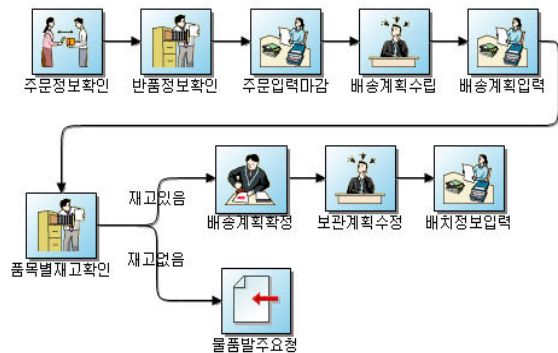 주문정보확인
반품정보확인
주문입력마감
배송계획수립
배송계획입력
품목별재고확인
재고있음
배송계획확정
보관계획수정
배치정보입력
재고없음
물품발주요청